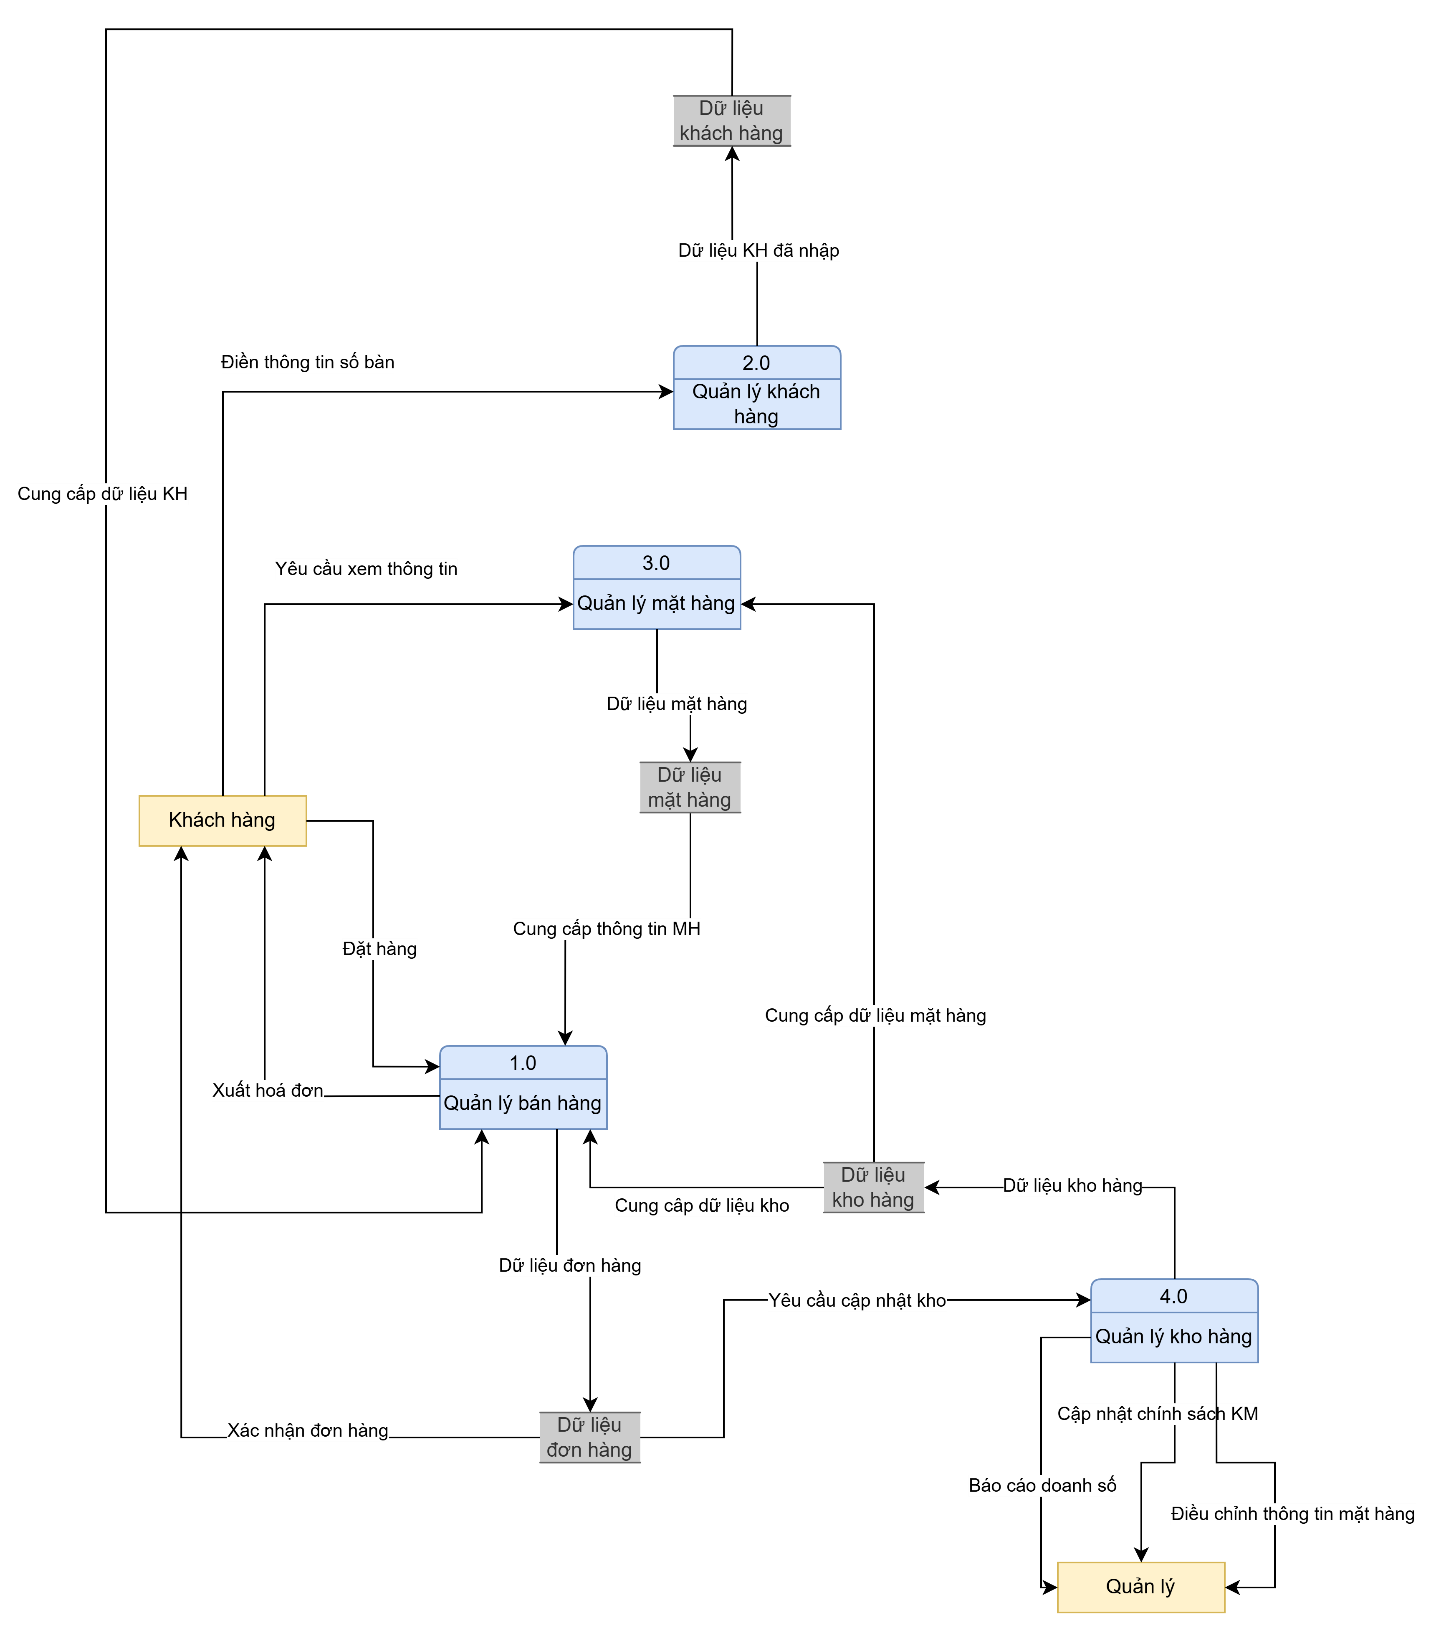 Dữ liệu
khách hàng
Dữ liệu KH đã nhập
Điền thông tin số bàn
2.0
Quản lý khách
hàng
Cung cấp dữ liệu KH
Yêu cầu xem thông tin
3.0
Quản lý mặt hàng
Dữ liệu mặt hàng
Dữ liệu
mặt hàng
Khách hàng
Cung cấp thông tin MH
Đặt hàng
Cung cấp dữ liệu mặt hàng
1.0
Quản lý bán hàng
Xuất hoá đơn
Dữ liệu
kho hàng
Dữ liệu kho hàng
Cung câp dữ liệu kho
Dữ liệu đơn hàng
Yêu cầu cập nhật kho
4.0
Quản lý kho hàng
Xác nhận đơn hàng
Dữ liệu
đơn hàng
Cập nhật chính sách KM
Báo cáo doanh số
Điều chỉnh thông tin mặt hàng
Quản lý